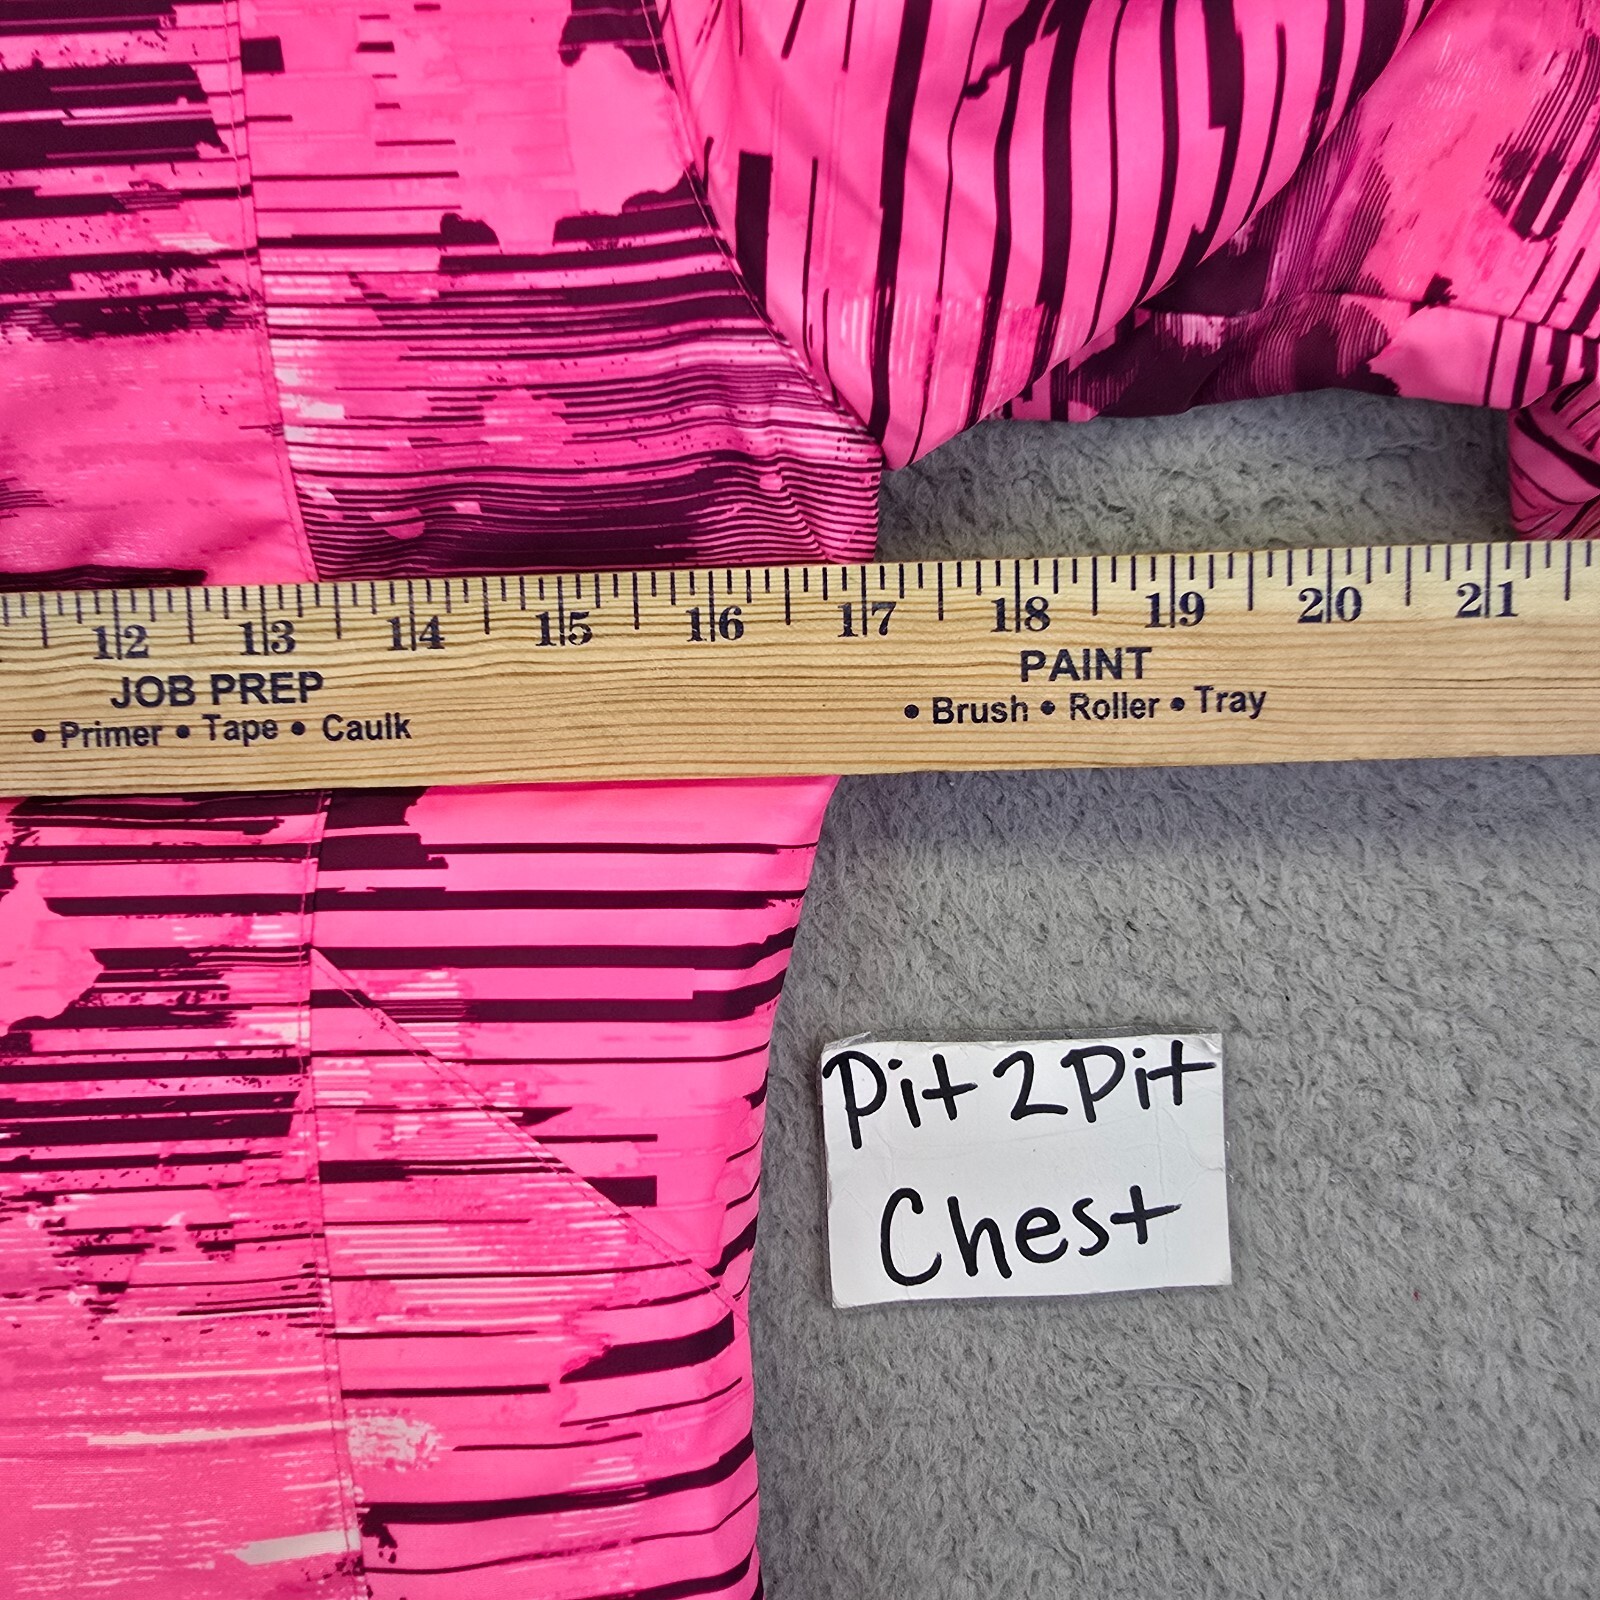 12 13 14 15 16 17 18 19 20 21
JOB PREP
• Primer • Tape • Caulk
PAINT
• Brush • Roller • Tray
Pit 2 Pit
Chest